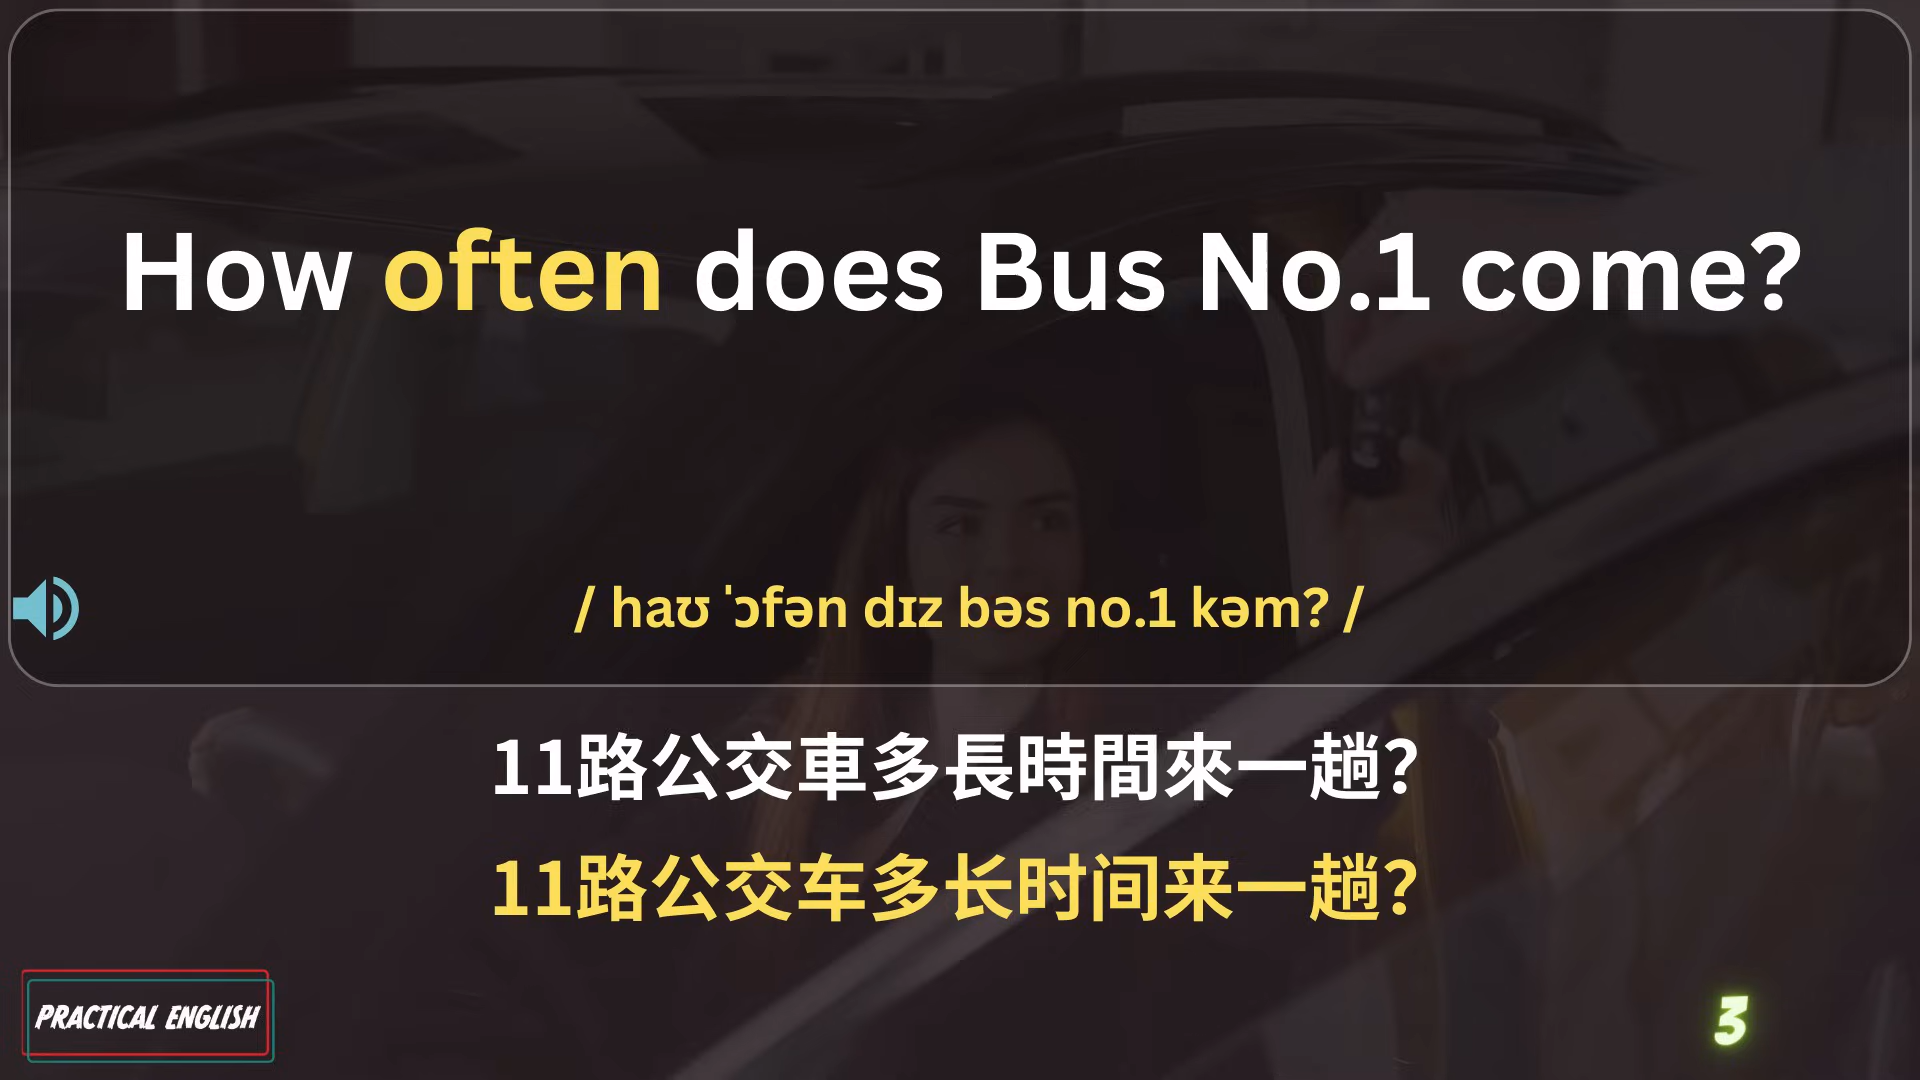 How often does Bus No.1 come?
/ haʊ ˈɔfən dɪz bəs no.1 kəm? /
11路公交車多長時間來一趟？
11路公交车多长时间来一趟？
PRACTICAL ENGLISH
3